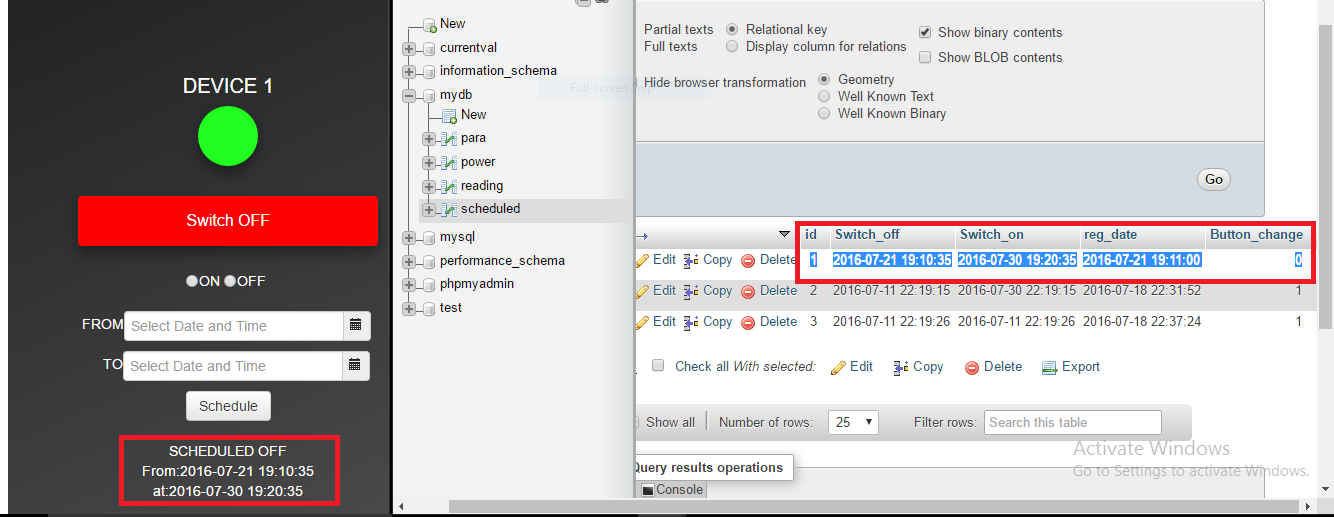 DEVICE 1
Switch OFF
ON OFF
FROM Select Date and Time
TO Select Date and Time
Schedule
SCHEDULED OFF
From:2016-07-21 19:10:35
at:2016-07-30 19:20:35
New
currentval
information_schema
mydb
New
para
power
reading
scheduled
mysql
performance_schema
phpmyadmin
test
Full-screen Snip
Partial texts Relational key Show binary contents
Full texts Display column for relations Show BLOB contents
Hide browser transformation Geometry
Well Known Text
Well Known Binary
Go
id Switch_off Switch_on reg_date Button_change
Edit Copy Delete 1 2016-07-21 19:10:35 2016-07-30 19:20:35 2016-07-21 19:11:00 0
Edit Copy Delete 2 2016-07-11 22:19:15 2016-07-30 22:19:15 2016-07-18 22:31:52 1
Edit Copy Delete 3 2016-07-11 22:19:26 2016-07-11 22:19:26 2016-07-18 22:37:24 1
Check all With selected: Edit Copy Delete Export
Show all Number of rows: 25 Filter rows: Search this table
Query results operations
Console
Activate Windows
Go to Settings to activate Windows.